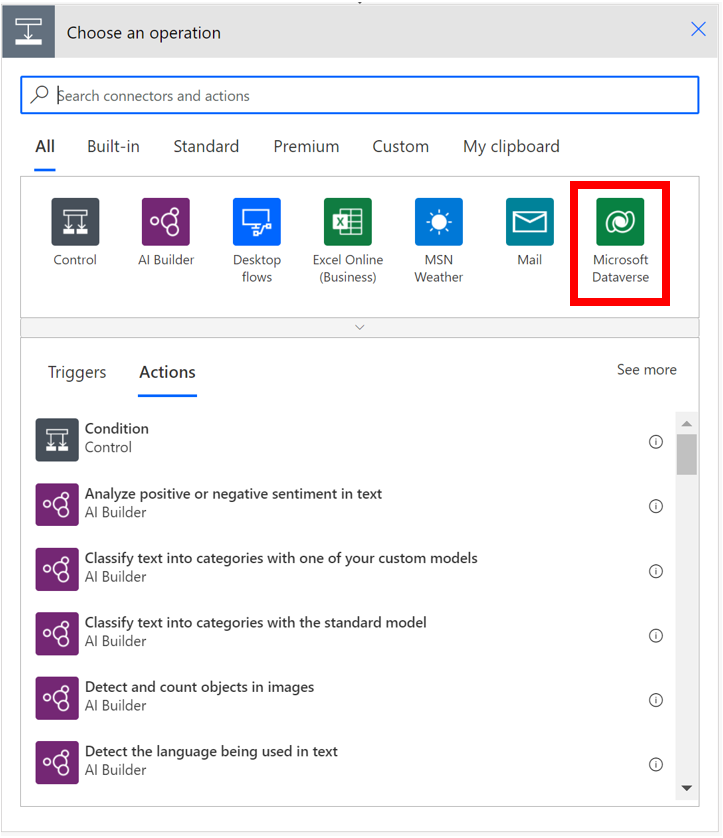 Choose an operation
Search connectors and actions
All Built-in Standard Premium Custom My clipboard
Control AI Builder Desktop flows Excel Online (Business) MSN Weather Mail Microsoft Dataverse
Triggers Actions See more
Condition
Control
Analyze positive or negative sentiment in text
AI Builder
Classify text into categories with one of your custom models
AI Builder
Classify text into categories with the standard model
AI Builder
Detect and count objects in images
AI Builder
Detect the language being used in text
AI Builder